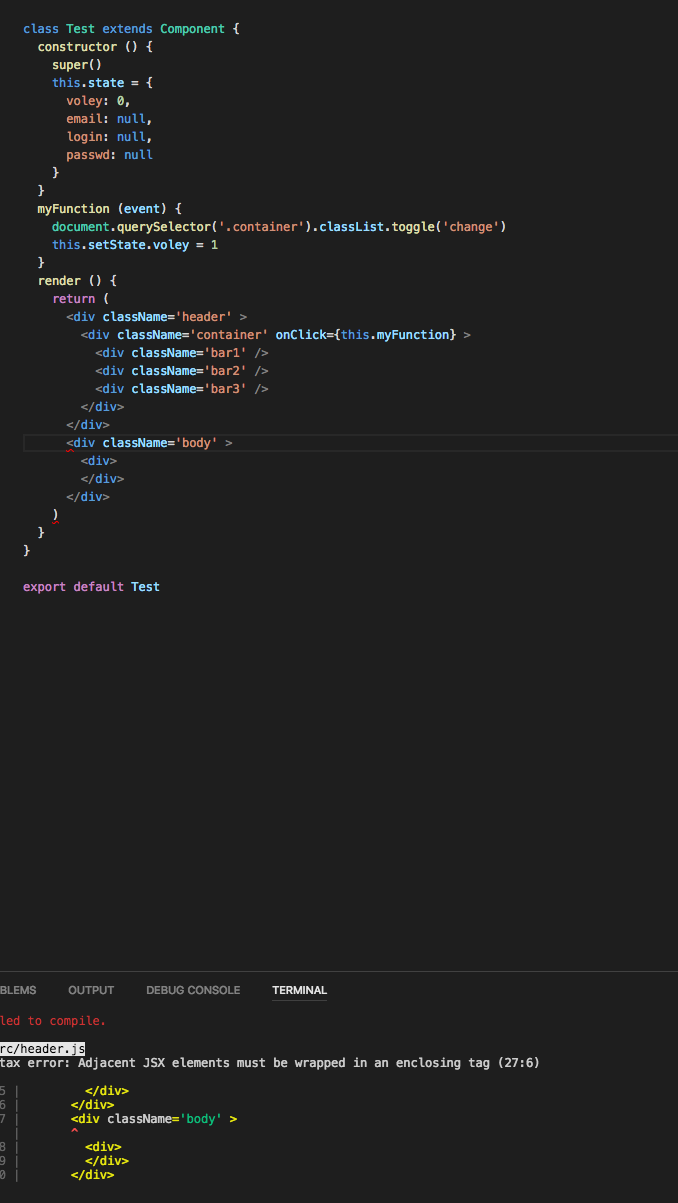 class Test extends Component {
constructor () {
super()
this.state = {
voley: 0,
email: null,
login: null,
passwd: null
}
}
myFunction (event) {
document.querySelector('.container').classList.toggle('change')
this.setState.voley = 1
}
render () {
return (
<div className='header' >
<div className='container' onClick={this.myFunction} >
<div className='bar1' />
<div className='bar2' />
<div className='bar3' />
</div>
</div>
<div className='body' >
<div>
</div>
</div>
)
}
}
export default Test
BLEMS OUTPUT DEBUG CONSOLE TERMINAL
led to compile.
rc/header.js
tax error: Adjacent JSX elements must be wrapped in an enclosing tag (27:6)
5 | </div>
6 | </div>
7 | <div className='body' >
| ^
8 | <div>
9 | </div>
0 | </div>